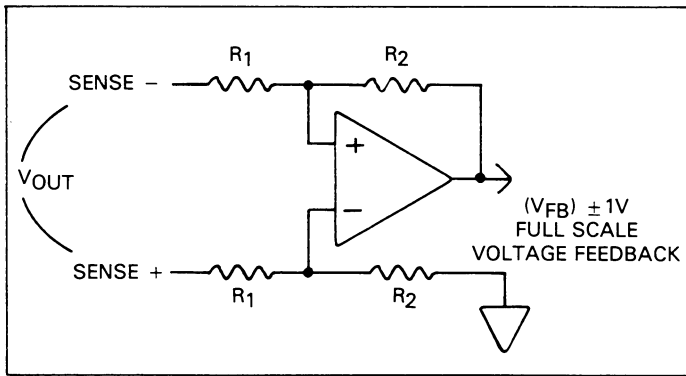 R1 R2
SENSE −
+
VOUT
−
(VFB) ±1V
FULL SCALE
VOLTAGE FEEDBACK
SENSE +
R1 R2